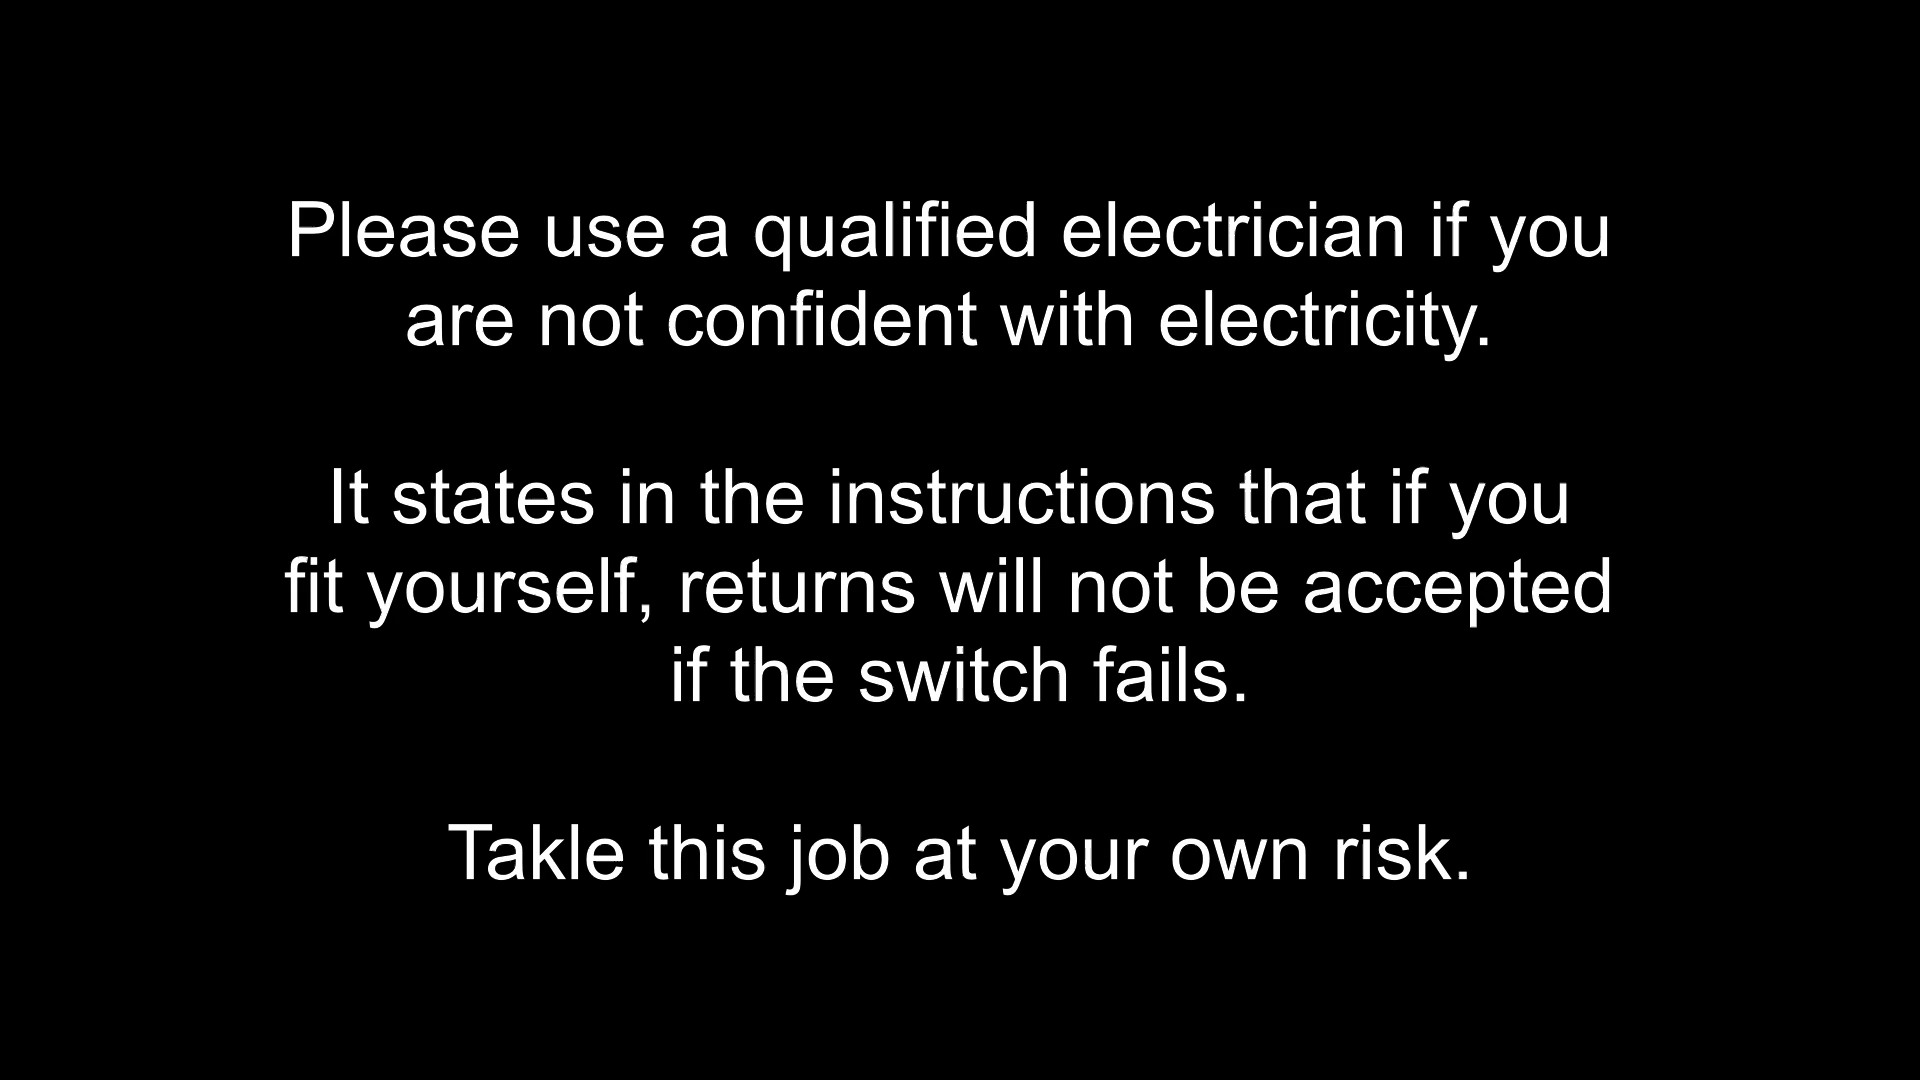 Please use a qualified electrician if you
are not confident with electricity.
It states in the instructions that if you
fit yourself, returns will not be accepted
if the switch fails.
Takle this job at your own risk.